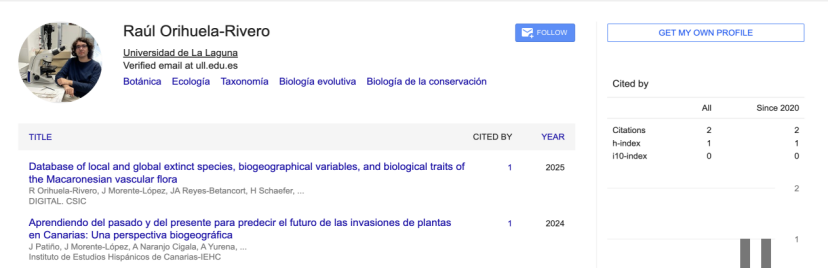 Raúl Orihuela-Rivero
FOLLOW
Universidad de La Laguna
Verified email at ull.edu.es
Botánica Ecología Taxonomía Biología evolutiva Biología de la conservación
TITLE CITED BY YEAR
Database of local and global extinct species, biogeographical variables, and biological traits of 1 2025
the Macaronesian vascular flora
R Orihuela-Rivero, J Morente-López, JA Reyes-Betancort, H Schaefer, ...
DIGITAL. CSIC
Aprendiendo del pasado y del presente para predecir el futuro de las invasiones de plantas 1 2024
en Canarias: Una perspectiva biogeográfica
J Patiño, J Morente-López, A Naranjo Cigala, A Yurena, ...
Instituto de Estudios Hispánicos de Canarias-IEHC
GET MY OWN PROFILE
Cited by
All Since 2020
Citations 2 2
h-index 1 1
i10-index 0 0
2
1